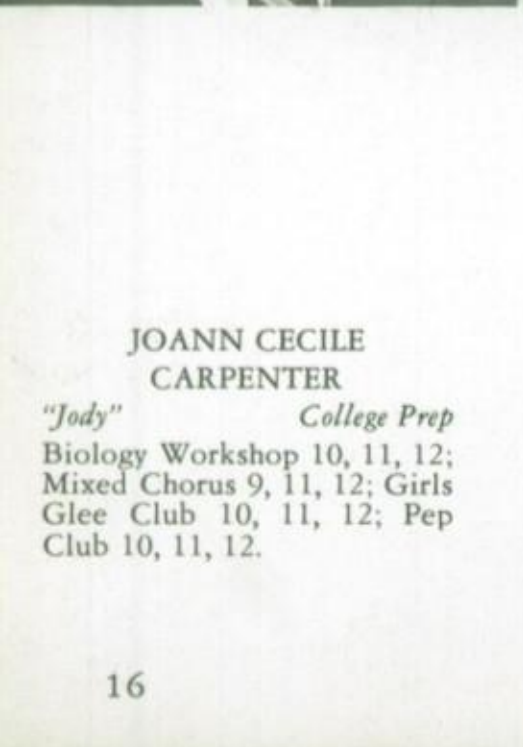 JOANN CECILE
CARPENTER
"Jody" College Prep
Biology Workshop 10, 11, 12;
Mixed Chorus 9, 11, 12; Girls
Glee Club 10, 11, 12; Pep
Club 10, 11, 12.
16